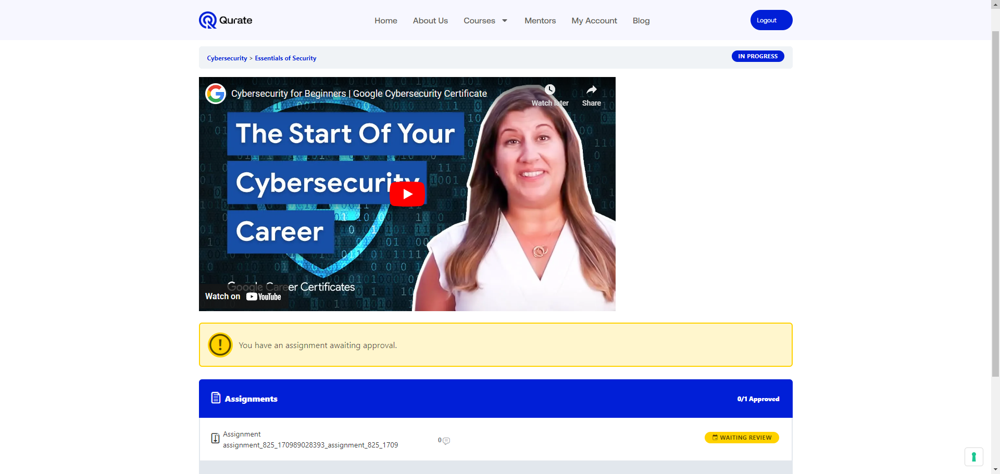 Qurate
Home About Us Courses Mentors My Account Blog
Logout
Cybersecurity > Essentials of Security
IN PROGRESS
Cybersecurity for Beginners | Google Cybersecurity Certificate
Watch later
Share
The Start Of Your
Cybersecurity
Career
Google Career Certificates
Watch on YouTube
You have an assignment awaiting approval.
Assignments
0/1 Approved
Assignment
assignment_825_170989028393_assignment_825_1709
0
WAITING REVIEW